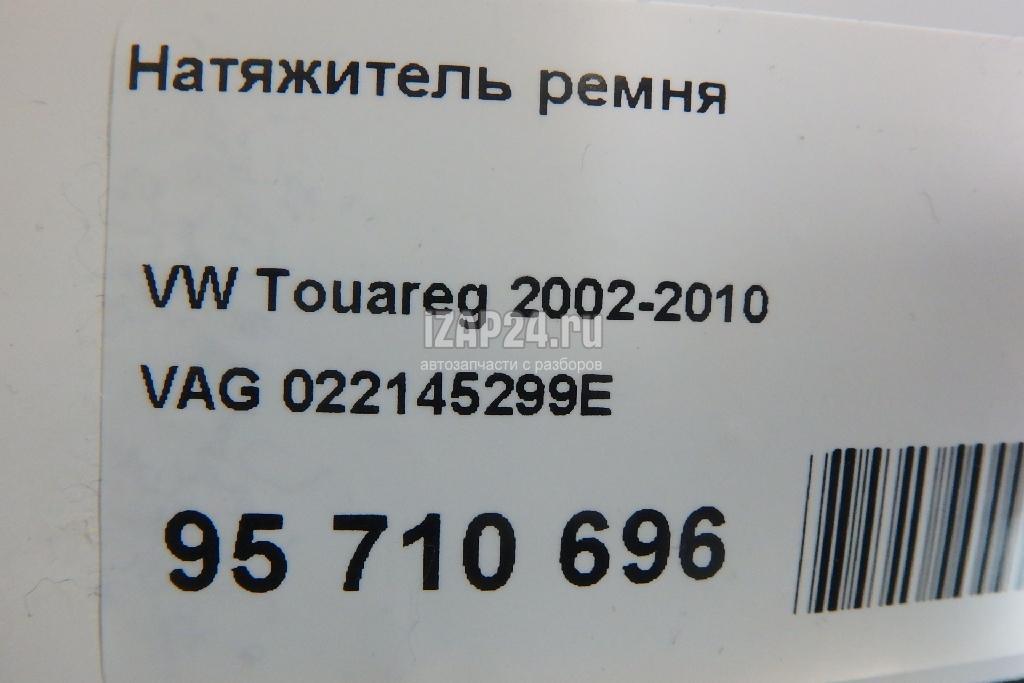 Натяжитель ремня
VW Touareg 2002-2010
iZAP24.ru
автозапчасти с разборов
VAG 022145299E
95 710 696